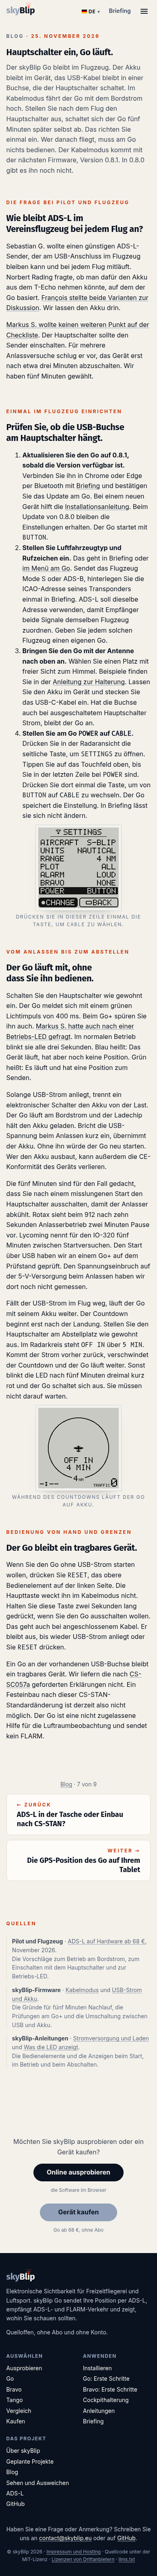 skyBlip
DE ▾
Briefing
BLOG · 25. NOVEMBER 2026
Hauptschalter ein, Go läuft.
Der skyBlip Go bleibt im Flugzeug. Der Akku bleibt
im Gerät, das USB-Kabel bleibt in einer Buchse,
die mit dem Hauptschalter schaltet. Im
Kabelmodus fährt der Go mit dem Bordstrom
hoch. Stellen Sie nach dem Flug den
Hauptschalter aus, schaltet sich der Go fünf
Minuten später selbst ab. Das richten Sie
einmal ein. Danach muss am Go niemand mehr
etwas bedienen. Der Kabelmodus kommt mit
der nächsten Firmware, Version 0.8.1. In 0.8.0
gibt es ihn noch nicht.
DIE FRAGE BEI PILOT UND FLUGZEUG
Wie bleibt ADS-L im
Vereinsflugzeug bei jedem Flug an?
Sebastian G. wollte einen günstigen ADS-L-
Sender, der am USB-Anschluss im Flugzeug
bleiben kann und bei jedem Flug mitläuft.
Norbert Rading fragte, ob man dafür den Akku
aus dem T-Echo nehmen könnte, auf dem der
Go basiert. François stellte beide Varianten zur
Diskussion. Mit 1.0 kam der Akku drin.
Markus S. wollte keinen weiteren Punkt auf der
Checkliste. Der Hauptschalter sollte den
Sender einschalten. Für mehrere
Anlasserversuche schlug er vor, das Gerät erst
nach etwa drei Minuten abzuschalten. Wir
haben fünf Minuten gewählt.
EINMAL IM FLUGZEUG EINRICHTEN
Prüfen Sie, ob die USB-Buchse
am Hauptschalter hängt.
1. Aktualisieren Sie den Go auf 0.8.1,
sobald die Version verfügbar ist.
Verbinden Sie ihn in Chrome oder Edge
per Bluetooth mit Briefing und bestätigen
Sie das Update am Go. Bei einem neuen
Gerät hilft die Installationsanleitung. Beim
Update von 0.8.0 bleiben die
Einstellungen erhalten. Der Go startet mit
BUTTON.
2. Stellen Sie Luftfahrzeugtyp und
Rufzeichen ein. Das geht in Briefing oder
im Menü am Go. Enthält der Flugzeug
Mode S oder ADS-B, hinterlegen Sie die
ICAO-Adresse seines Transponders
einmal in Briefing. ADS-L soll dieselbe
Adresse verwenden, damit Empfänger
beide Signale demselben Flugzeug
zuordnen. Geben Sie jedem solchen
Flugzeug einen eigenen Go.
3. Bringen Sie den Go mit der Antenne
nach oben an. Wählen Sie einen Platz mit
freier Sicht zum Himmel. Beispiele finden
Sie in der Anleitung zur Halterung. Lassen
Sie den Akku im Gerät und sichern Sie
das USB-C-Kabel ein. Hat die Buchse
auch bei ausgeschaltetem Hauptschalter
Strom, bleibt der Go an.
4. Stellen Sie am Go POWER auf CABLE.
Drücken Sie in der Radaransicht die
seitliche Taste, um SETTINGS zu öffnen.
Tippen Sie auf das Touchfeld oben, bis
Sie in der letzten Zeile bei POWER sind.
Drücken Sie dort einmal die Taste, um von
BUTTON auf CABLE zu wechseln. Der Go
speichert die Einstellung. In Briefing lässt
sie sich nicht ändern.
SETTINGS
AIRCRAFT S-BLIP
UNITS NAUTICAL
RANGE 4
PLOT ALL
ALARM LOUD
BRAVO NONE
POWER BUTTON
CHANGE BACK
DRÜCKEN SIE IN DIESER ZEILE EINMAL DIE
TASTE, UM CABLE ZU WÄHLEN.
VOM ANLASSEN BIS ZUM ABSTELLEN
Der Go läuft mit, ohne
dass Sie ihn bedienen.
Schalten Sie den Hauptschalter wie gewohnt
ein. Der Go meldet sich mit einem grünen
Lichtimpuls von 400 ms. Beim Go+ sparen Sie
ihn. Markus S. hatte auch nach einer
Betriebs-LED gefragt. Im normalen Betrieb
blinkt sie alle drei Sekunden. Blau heißt: Das
Gerät läuft, hat aber noch keine Position. Grün
heißt: Es läuft und hat eine Position zum
Senden.
Solange USB-Strom anliegt, trennt ein
elektronischer Schalter den Akku von der Last.
Der Go läuft am Bordstrom und der Ladechip
hält den Akku geladen. Bricht die USB-
Spannung beim Anlassen kurz ein, übernimmt
der Akku. Ohne ihn würde der Go neu starten.
Wer den Akku ausbaut, kann außerdem die CE-
Konformität des Geräts verlieren.
Die fünf Minuten sind für den Fall gedacht,
dass Sie nach einem misslungenen Start den
Hauptschalter ausschalten, damit der Anlasser
abkühlt. Rotax sieht beim 912 nach zehn
Sekunden Anlasserbetrieb zwei Minuten Pause
vor. Lycoming nennt für den IO-320 fünf
Minuten zwischen Startversuchen. Den Start
über USB haben wir an einem Go auf dem
Prüfstand geprüft. Den Spannungseinbruch auf
der 5-V-Versorgung beim Anlassen haben wir
dort noch nicht gemessen.
Fällt der USB-Strom im Flug weg, läuft der Go
mit seinem Akku weiter. Der Countdown
beginnt erst am Boden. Stellen Sie den
Hauptschalter am Abstellplatz wie gewohnt
aus. Im Radarkreis steht OFF IN über 5 MIN.
Kommt der Strom vorher zurück, verschwindet
der Countdown und der Go läuft weiter. Sonst
blinkt die LED nach fünf Minuten dreimal kurz
rot und der Go schaltet sich aus. Sie müssen
nicht darauf warten.
OFF IN
4 MIN
4NM
TRAFFIC 0
WÄHREND DES COUNTDOWNS LÄUFT DER GO
AUF AKKU.
BEDIENUNG VON HAND UND GRENZEN
Der Go bleibt ein tragbares Gerät.
Wenn Sie den Go ohne USB-Strom starten
wollen, drücken Sie RESET, das obere
Bedienelement auf der linken Seite. Die
Haupttaste weckt ihn im Kabelmodus nicht.
Halten Sie diese Taste zwei Sekunden lang
gedrückt, wenn Sie den Go ausschalten wollen.
Das geht auch bei angeschlossenem Kabel. Er
bleibt aus, bis wieder USB-Strom anliegt oder
Sie RESET drücken.
Ein Go an der vorhandenen USB-Buchse bleibt
ein tragbares Gerät. Wir liefern die nach CS-
SC057a geforderten Erklärungen nicht. Ein
Festeinbau nach dieser CS-STAN-
Standardänderung ist derzeit also nicht
möglich. Der Go ist eine nicht zugelassene
Hilfe für die Luftraumbeobachtung und sendet
kein FLARM.
Blog · 7 von 9
← ZURÜCK
ADS-L in der Tasche oder Einbau
nach CS-STAN?
WEITER →
Die GPS-Position des Go auf Ihrem
Tablet
QUELLEN
Pilot und Flugzeug · ADS-L auf Hardware ab 68 €,
November 2026.
Die Vorschläge zum Betrieb am Bordstrom, zum
Einschalten mit dem Hauptschalter und zur
Betriebs-LED.
skyBlip-Firmware · Kabelmodus und USB-Strom
und Akku.
Die Gründe für fünf Minuten Nachlauf, die
Prüfungen am Go+ und die Umschaltung zwischen
USB und Akku.
skyBlip-Anleitungen · Stromversorgung und Laden
und Was die LED anzeigt.
Die Bedienelemente und die Anzeigen beim Start,
im Betrieb und beim Abschalten.
Möchten Sie skyBlip ausprobieren oder ein
Gerät kaufen?
Online ausprobieren
die Software im Browser
Gerät kaufen
Go ab 68 €, ohne Abo
skyBlip
Elektronische Sichtbarkeit für Freizeitfliegerei und
Luftsport. skyBlip Go sendet Ihre Position per ADS-L,
empfängt ADS-L- und FLARM-Verkehr und zeigt,
wohin Sie schauen sollten.
Quelloffen, ohne Abo und ohne Konto.
AUSWÄHLEN
Ausprobieren
Go
Bravo
Tango
Vergleich
Kaufen
ANWENDEN
Installieren
Go: Erste Schritte
Bravo: Erste Schritte
Cockpithalterung
Anleitungen
Briefing
DAS PROJEKT
Über skyBlip
Geplante Projekte
Blog
Sehen und Ausweichen
ADS-L
GitHub
Haben Sie eine Frage oder Anmerkung? Schreiben Sie
uns an contact@skyblip.eu oder auf GitHub.
© skyBlip 2026 · Impressum und Hosting · Quellcode unter der
MIT-Lizenz · Lizenzen von Drittanbietern · llms.txt